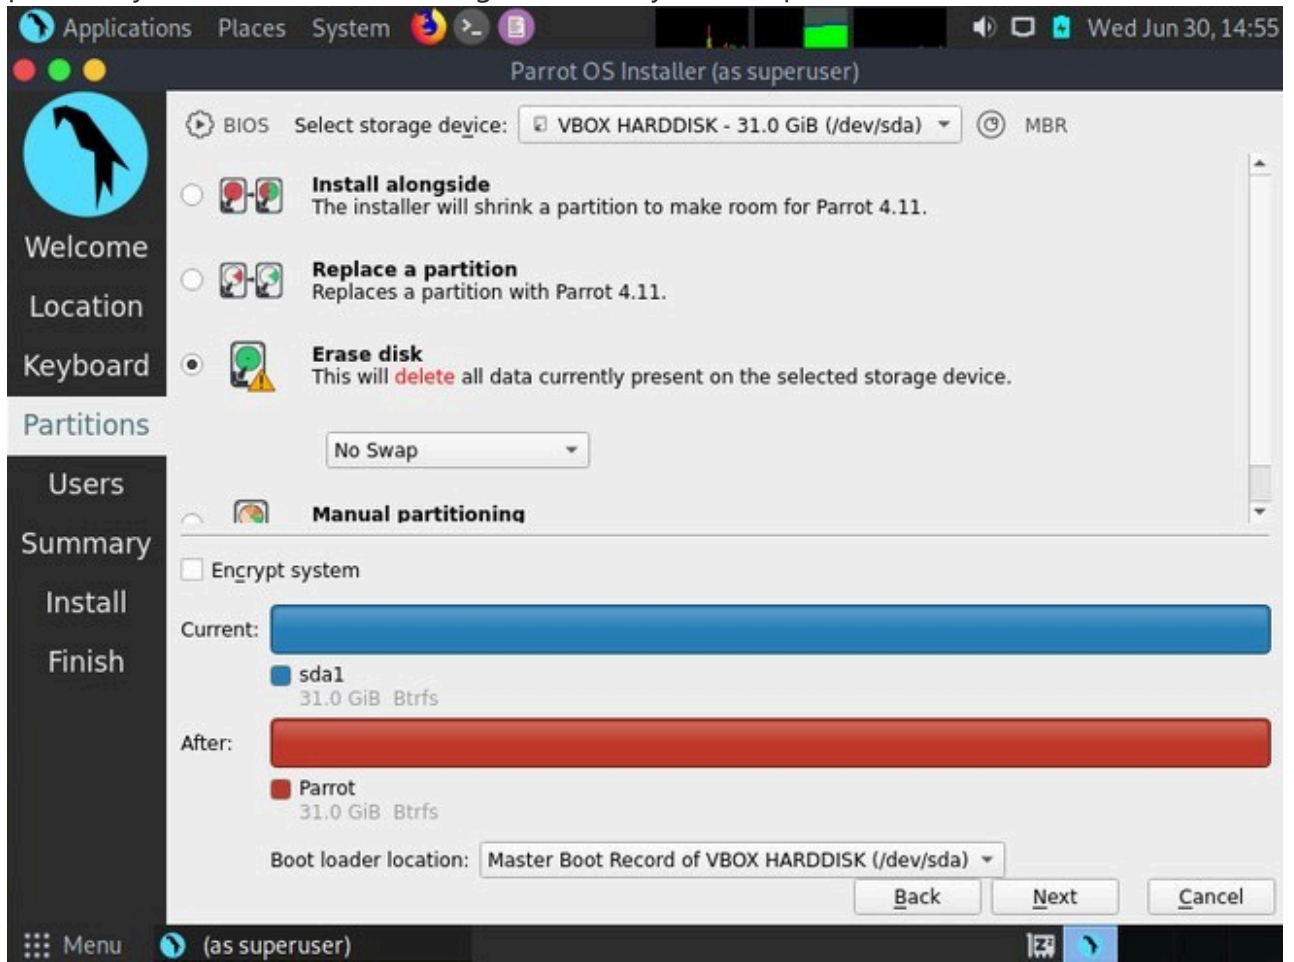 Applications Places System Wed Jun 30, 14:55
Parrot OS Installer (as superuser)
BIOS Select storage device: VBOX HARDDISK - 31.0 GiB (/dev/sda) MBR
Install alongside
The installer will shrink a partition to make room for Parrot 4.11.
Welcome
Replace a partition
Replaces a partition with Parrot 4.11.
Location
Keyboard
Erase disk
This will delete all data currently present on the selected storage device.
Partitions
No Swap
Users
Manual partitioning
Summary
Encrypt system
Install
Current:
Finish
sda1
31.0 GiB Btrfs
After:
Parrot
31.0 GiB Btrfs
Boot loader location: Master Boot Record of VBOX HARDDISK (/dev/sda)
Back Next Cancel
Menu (as superuser)